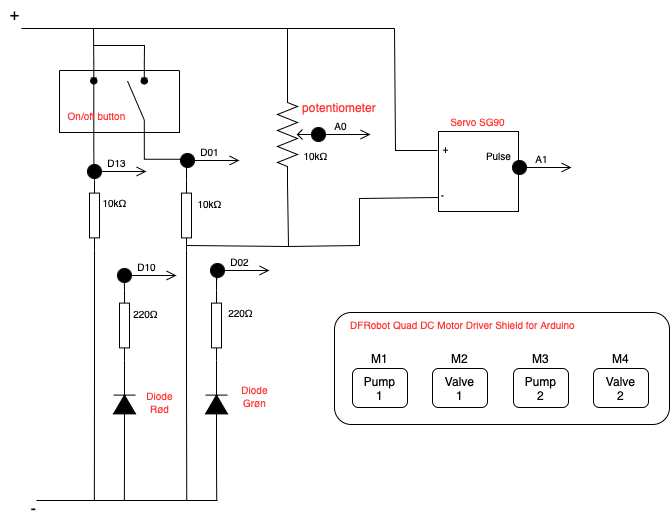 +
On/off button
D13
D01
10kΩ
10kΩ
potentiometer
A0
10kΩ
Servo SG90
+
Pulse
-
A1
D10
D02
220Ω
220Ω
Diode
Rød
Diode
Grøn
-
DFRobot Quad DC Motor Driver Shield for Arduino
M1
M2
M3
M4
Pump
1
Valve
1
Pump
2
Valve
2